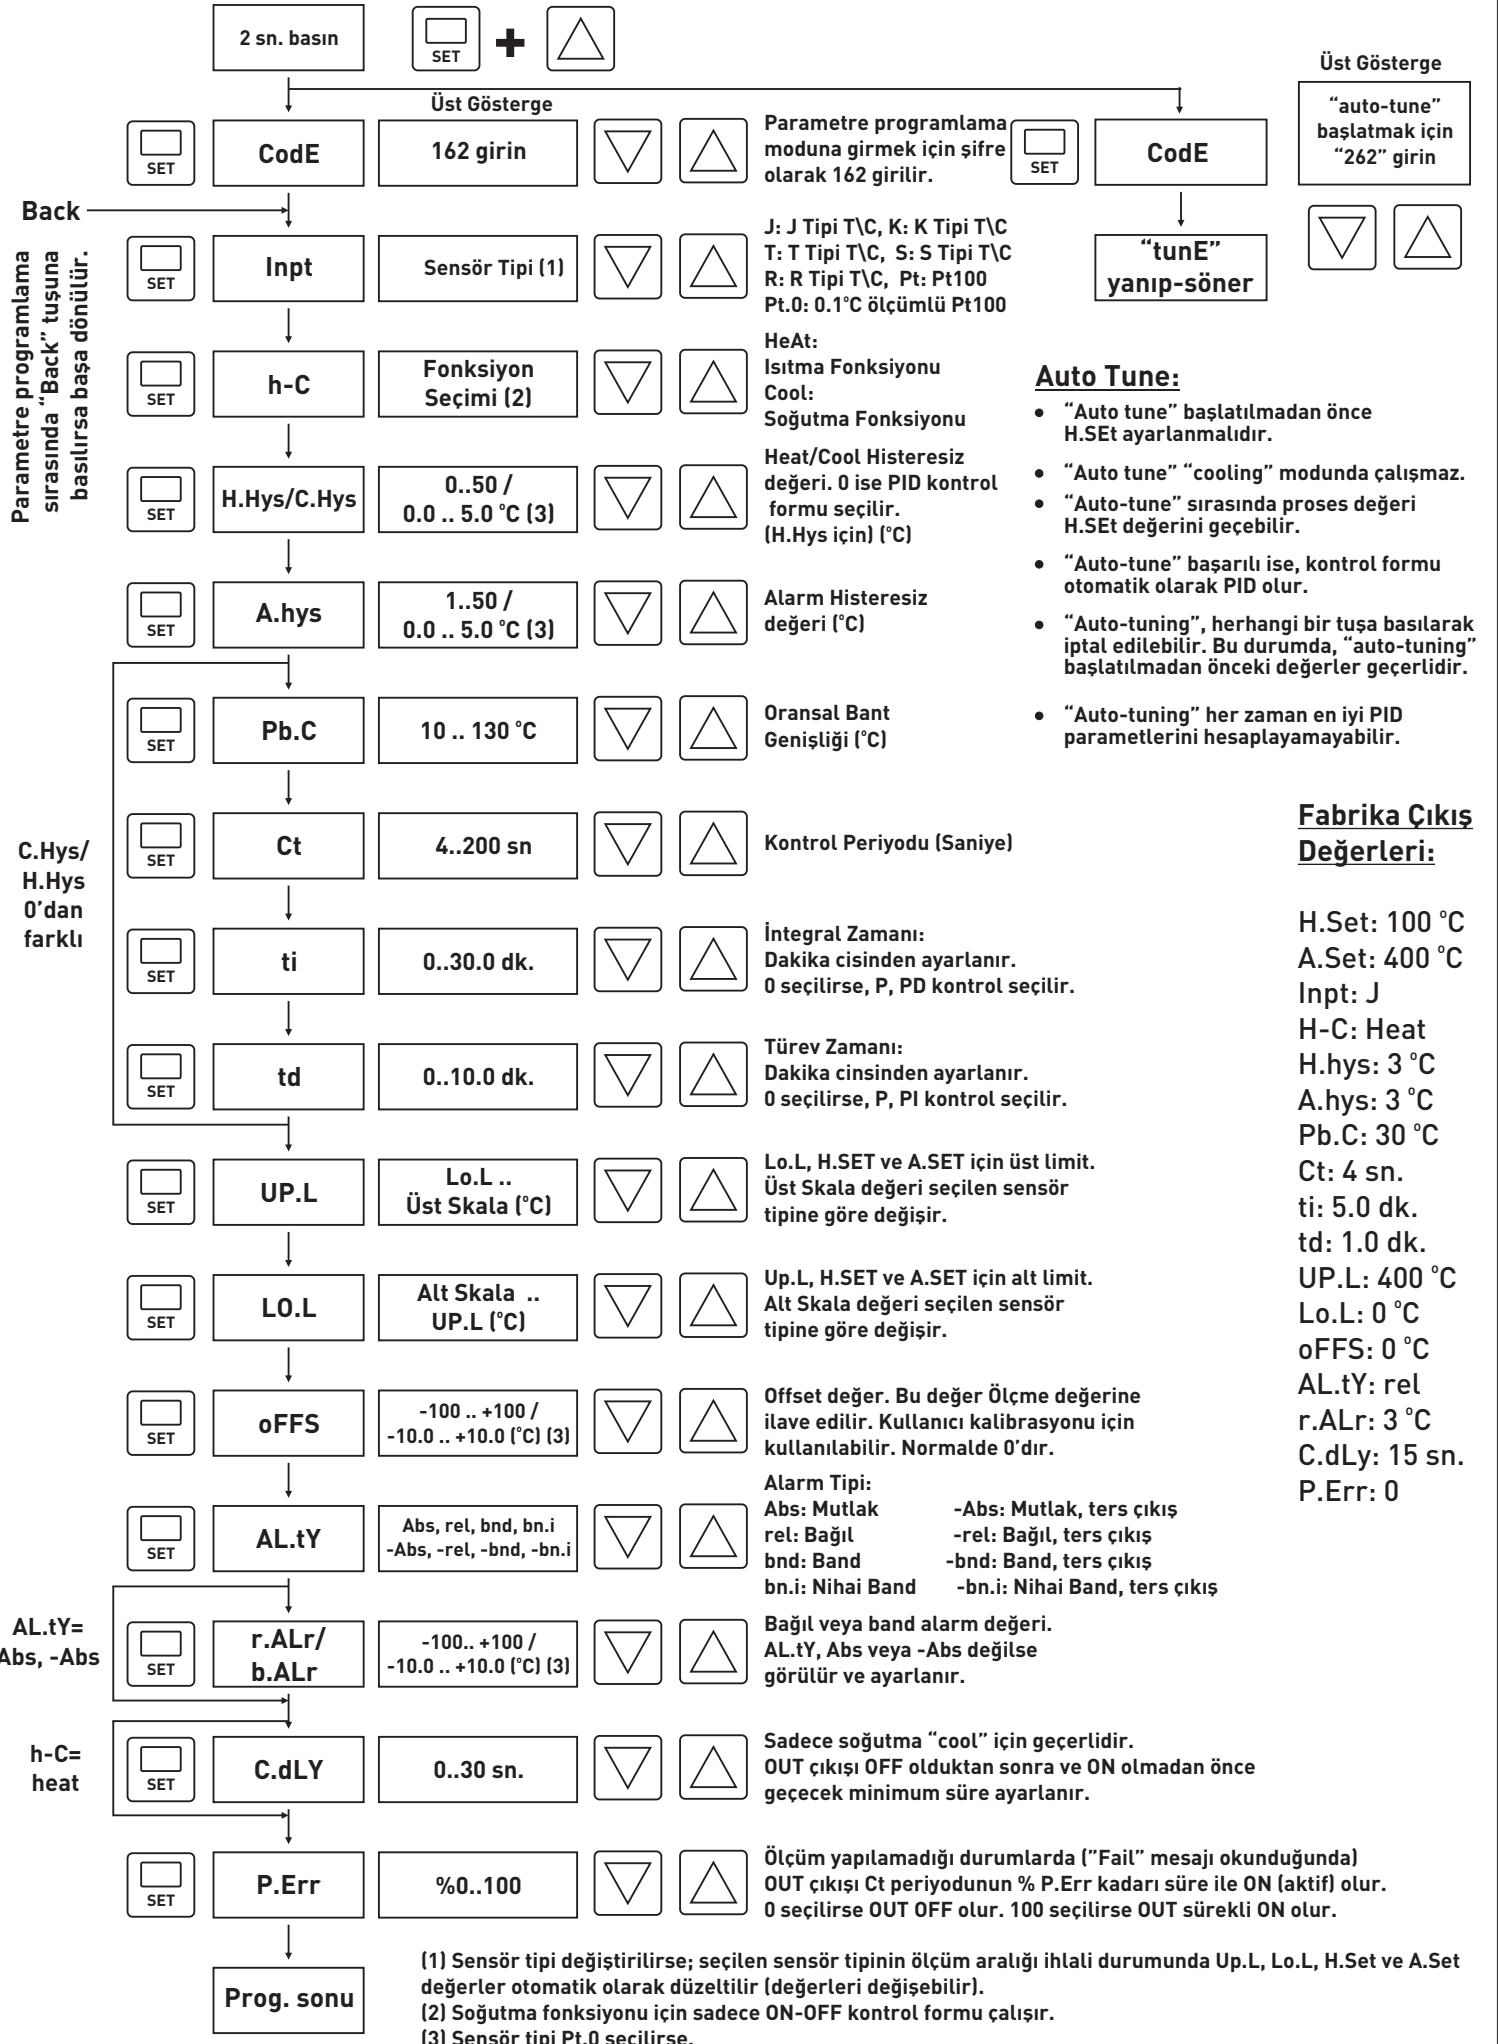 2 sn. basın
SET
Üst Gösterge
SET
CodE
162 girin
Parametre programlama
moduna girmek için şifre
olarak 162 girilir.
SET
CodE
Üst Gösterge
“auto-tune”
başlatmak için
“262” girin
“tunE”
yanıp-söner
Back
Parametre programlama
sırasında “Back” tuşuna
basılırsa başa dönülür.
SET
Inpt
Sensör Tipi (1)
J: J Tipi T\C, K: K Tipi T\C
T: T Tipi T\C, S: S Tipi T\C
R: R Tipi T\C, Pt: Pt100
Pt.0: 0.1°C ölçümlü Pt100
SET
h-C
Fonksiyon
Seçimi (2)
HeAt:
Isıtma Fonksiyonu
Cool:
Soğutma Fonksiyonu
SET
H.Hys/C.Hys
0..50 /
0.0 .. 5.0 °C (3)
Heat/Cool Histeresiz
değeri. 0 ise PID kontrol
formu seçilir.
(H.Hys için) (°C)
SET
A.hys
1..50 /
0.0 .. 5.0 °C (3)
Alarm Histeresiz
değeri (°C)
Auto Tune:
• “Auto tune” başlatılmadan önce
H.SEt ayarlanmalıdır.
• “Auto tune” “cooling” modunda çalışmaz.
• “Auto-tune” sırasında proses değeri
H.SEt değerini geçebilir.
• “Auto-tune” başarılı ise, kontrol formu
otomatik olarak PID olur.
• “Auto-tuning”, herhangi bir tuşa basılarak
iptal edilebilir. Bu durumda, “auto-tuning”
başlatılmadan önceki değerler geçerlidir.
• “Auto-tuning” her zaman en iyi PID
parametlerini hesaplayamayabilir.
C.Hys/
H.Hys
0’dan
farklı
SET
Pb.C
10 .. 130 °C
Oransal Bant
Genişliği (°C)
SET
Ct
4..200 sn
Kontrol Periyodu (Saniye)
SET
ti
0..30.0 dk.
İntegral Zamanı:
Dakika cisinden ayarlanır.
0 seçilirse, P, PD kontrol seçilir.
SET
td
0..10.0 dk.
Türev Zamanı:
Dakika cinsinden ayarlanır.
0 seçilirse, P, PI kontrol seçilir.
SET
UP.L
Lo.L ..
Üst Skala (°C)
Lo.L, H.SET ve A.SET için üst limit.
Üst Skala değeri seçilen sensör
tipine göre değişir.
SET
LO.L
Alt Skala ..
UP.L (°C)
Up.L, H.SET ve A.SET için alt limit.
Alt Skala değeri seçilen sensör
tipine göre değişir.
SET
oFFS
-100 .. +100 /
-10.0 .. +10.0 (°C) (3)
Offset değer. Bu değer Ölçme değerine
ilave edilir. Kullanıcı kalibrasyonu için
kullanılabilir. Normalde 0’dır.
SET
AL.tY
Abs, rel, bnd, bn.i
-Abs, -rel, -bnd, -bn.i
Alarm Tipi:
Abs: Mutlak -Abs: Mutlak, ters çıkış
rel: Bağıl -rel: Bağıl, ters çıkış
bnd: Band -bnd: Band, ters çıkış
bn.i: Nihai Band -bn.i: Nihai Band, ters çıkış
AL.tY=
Abs, -Abs
SET
r.ALr/
b.ALr
-100.. +100 /
-10.0 .. +10.0 (°C) (3)
Bağıl veya band alarm değeri.
AL.tY, Abs veya -Abs değilse
görülür ve ayarlanır.
h-C=
heat
SET
C.dLY
0..30 sn.
Sadece soğutma “cool” için geçerlidir.
OUT çıkışı OFF olduktan sonra ve ON olmadan önce
geçecek minimum süre ayarlanır.
SET
P.Err
%0..100
Ölçüm yapılamadığı durumlarda (”Fail” mesajı okunduğunda)
OUT çıkışı Ct periyodunun % P.Err kadarı süre ile ON (aktif) olur.
0 seçilirse OUT OFF olur. 100 seçilirse OUT sürekli ON olur.
Prog. sonu
Fabrika Çıkış
Değerleri:
H.Set: 100 °C
A.Set: 400 °C
Inpt: J
H-C: Heat
H.hys: 3 °C
A.hys: 3 °C
Pb.C: 30 °C
Ct: 4 sn.
ti: 5.0 dk.
td: 1.0 dk.
UP.L: 400 °C
Lo.L: 0 °C
oFFS: 0 °C
AL.tY: rel
r.ALr: 3 °C
C.dLy: 15 sn.
P.Err: 0
(1) Sensör tipi değiştirilirse; seçilen sensör tipinin ölçüm aralığı ihlali durumunda Up.L, Lo.L, H.Set ve A.Set
değerler otomatik olarak düzeltilir (değerleri değişebilir).
(2) Soğutma fonksiyonu için sadece ON-OFF kontrol formu çalışır.
(3) Sensör tipi Pt.0 seçilirse.